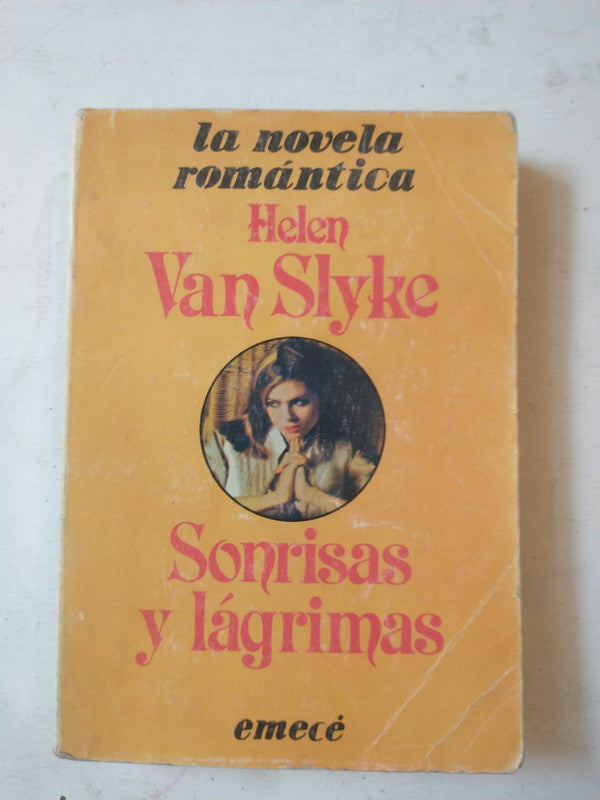 la novela
romántica
Helen
Van Slyke
Sonrisas
y lágrimas
emecé